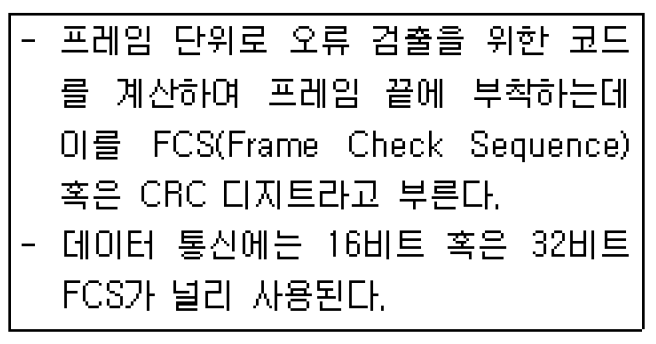 - 프레임 단위로 오류 검출을 위한 코드
를 계산하여 프레임 끝에 부착하는데
이를 FCS(Frame Check Sequence)
혹은 CRC 디지트라고 부른다.
- 데이터 통신에는 16비트 혹은 32비트
FCS가 널리 사용된다.